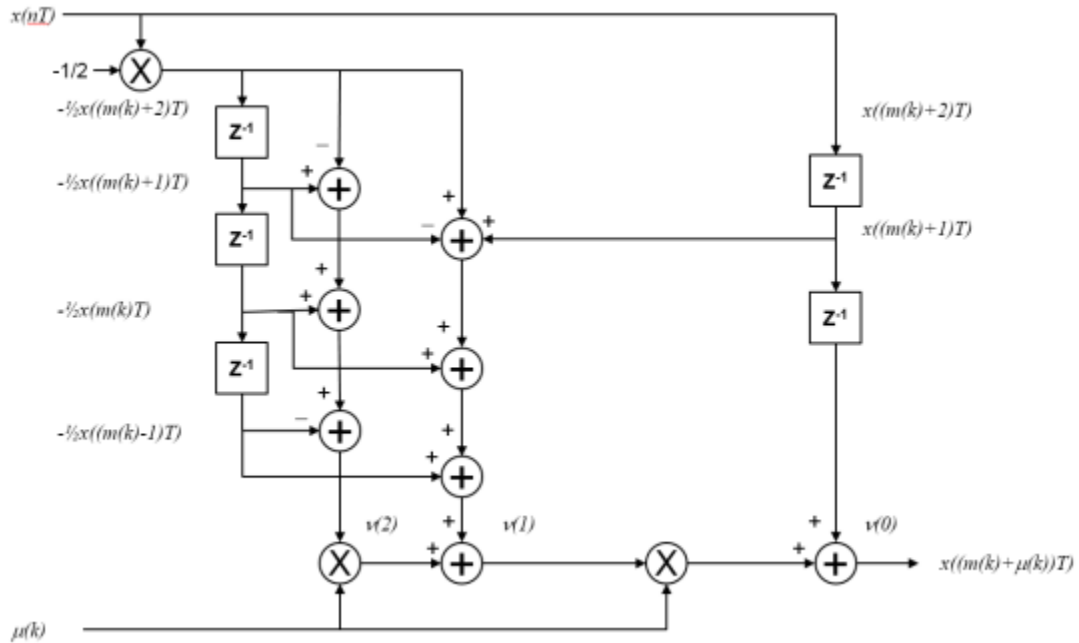 x(nT)
-1/2
X
-½x((m(k)+2)T)
x((m(k)+2)T)
Z-1
–
+
-½x((m(k)+1)T)
+
Z-1
+
+
–
+
x((m(k)+1)T)
Z-1
+
+
-½x(m(k)T)
+
+
Z-1
+
Z-1
+
+
+
–
+
-½x((m(k)-1)T)
+
+
+
v(2)
+
v(1)
+
v(0)
X
+
+
X
+
+
x((m(k)+μ(k))T)
μ(k)